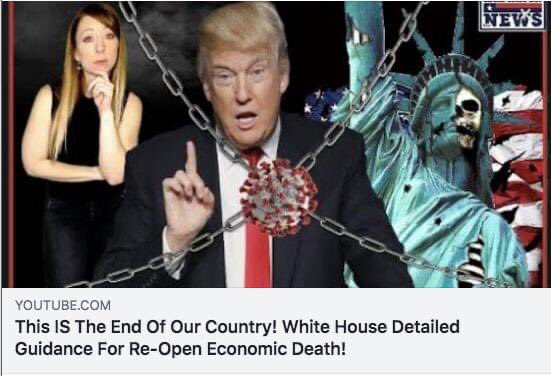 NEWS
YOUTUBE.COM
This IS The End Of Our Country! White House Detailed
Guidance For Re-Open Economic Death!